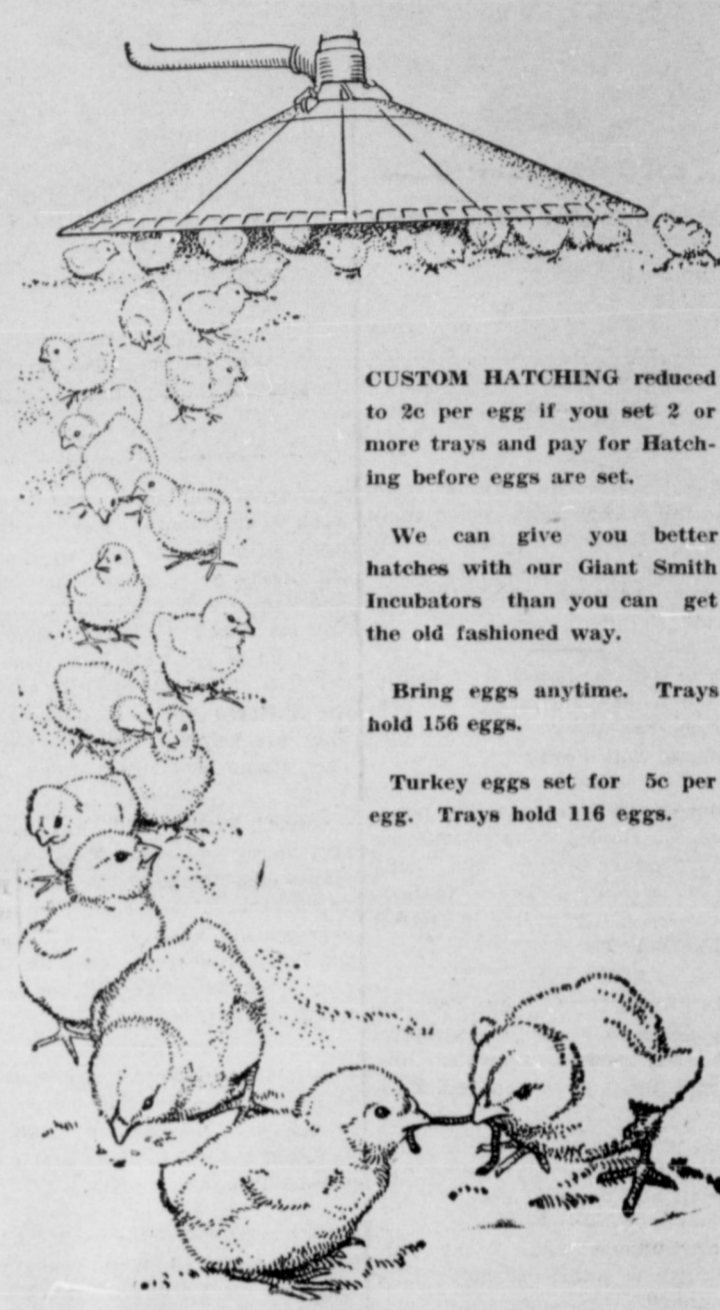 CUSTOM HATCHING reduced
to 2c per egg if you set 2 or
more trays and pay for Hatch-
ing before eggs are set.
We can give you better
hatches with our Giant Smith
Incubators than you can get
the old fashioned way.
Bring eggs anytime. Trays
hold 156 eggs.
Turkey eggs set for 5c per
egg. Trays hold 116 eggs.